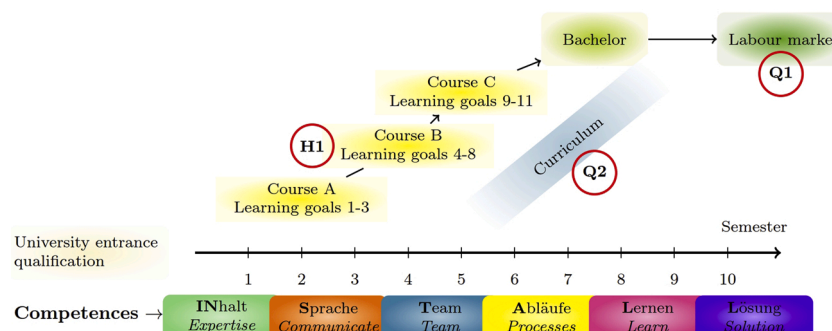 Bachelor
Labour marke
Q1
Course C
Learning goals 9-11
H1
Course B
Learning goals 4-8
Curriculum
Q2
Course A
Learning goals 1-3
Semester
University entrance
qualification
1 2 3 4 5 6 7 8 9 10
Competences →
INhalt
Expertise
Sprache
Communicate
Team
Team
Abläufe
Processes
Lernen
Learn
Lösung
Solution